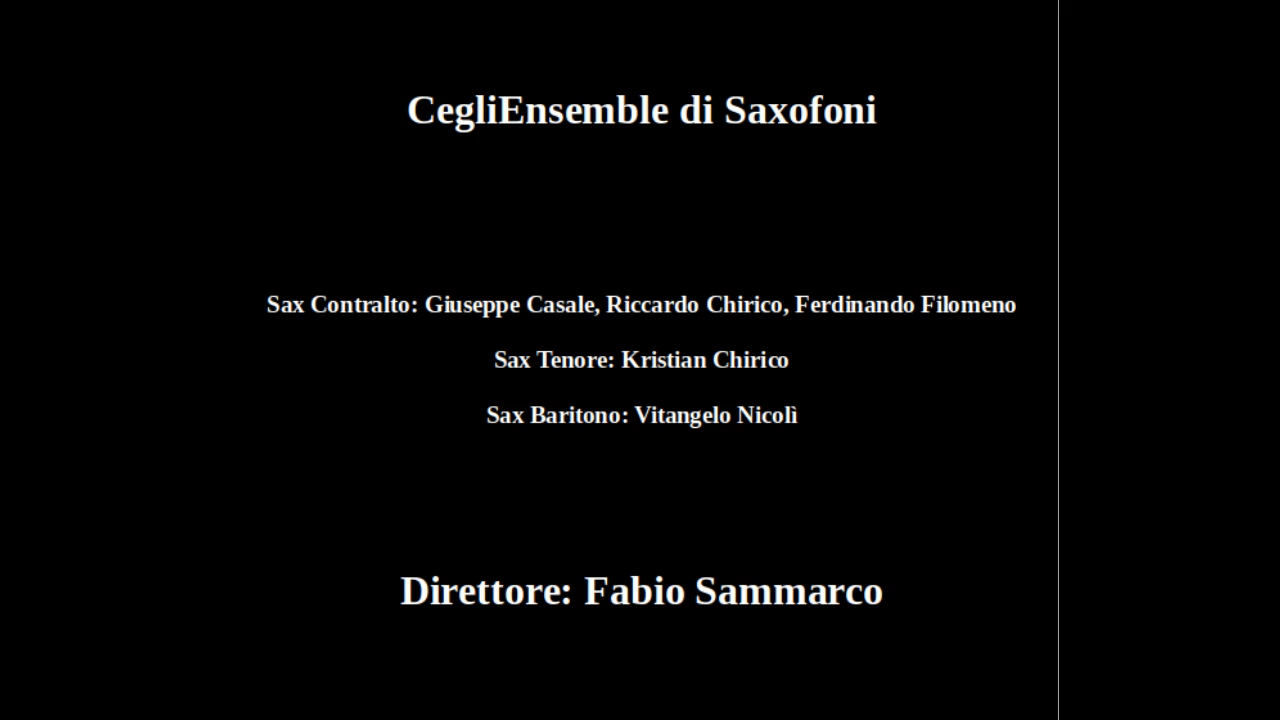 CegliEnsemble di Saxofoni
Sax Contralto: Giuseppe Casale, Riccardo Chirico, Ferdinando Filomeno
Sax Tenore: Kristian Chirico
Sax Baritono: Vitangelo Nicolì
Direttore: Fabio Sammarco